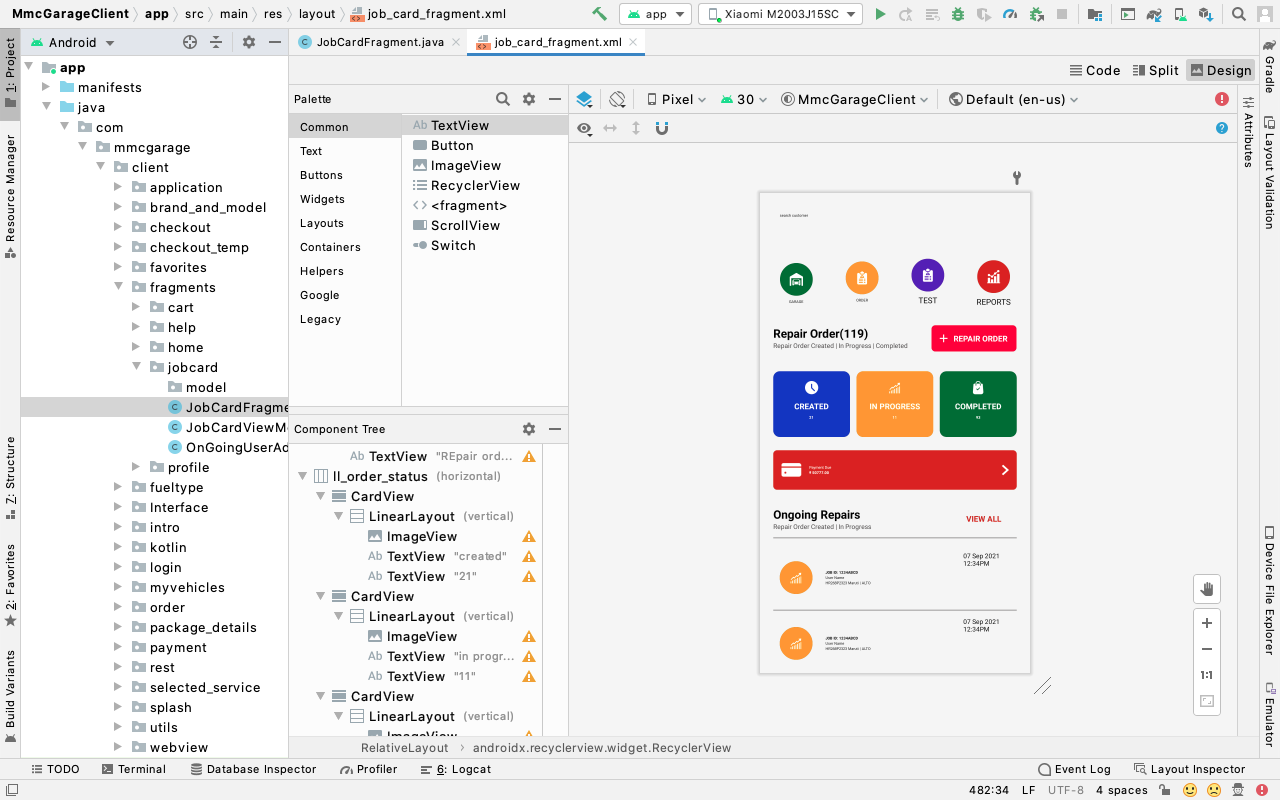 MmcGarageClient › app › src › main › res › layout › job_card_fragment.xml
app
Xiaomi M2003J15SC
1: Project
Resource Manager
7: Structure
2: Favorites
Build Variants
Android
app
manifests
java
com
mmcgarage
client
application
brand_and_model
checkout
checkout_temp
favorites
fragments
cart
help
home
jobcard
model
JobCardFragme
JobCardViewM
OnGoingUserAd
profile
fueltype
Interface
intro
kotlin
login
myvehicles
order
package_details
payment
rest
selected_service
splash
utils
webview
JobCardFragment.java
job_card_fragment.xml
Code
Split
Design
Palette
Common
Text
Buttons
Widgets
Layouts
Containers
Helpers
Google
Legacy
Ab TextView
Button
ImageView
RecyclerView
<fragment>
ScrollView
Switch
Component Tree
Ab TextView "REpair ord...
ll_order_status (horizontal)
CardView
LinearLayout (vertical)
ImageView
Ab TextView "created"
Ab TextView "21"
CardView
LinearLayout (vertical)
ImageView
Ab TextView "in progr...
Ab TextView "11"
CardView
LinearLayout (vertical)
ImageView
Pixel
30
MmcGarageClient
Default (en-us)
search customer
GARAGE
ORDER
TEST
REPORTS
Repair Order(119)
Repair Order Created | In Progress | Completed
+ REPAIR ORDER
CREATED
21
IN PROGRESS
11
COMPLETED
Payment Due
Ongoing Repairs
Repair Order Created | In Progress
VIEW ALL
07 Sep 2021
12:34PM
JOB ID: 1234ABCD
User Name
07 Sep 2021
12:34PM
JOB ID: 1234ABCD
User Name
1:1
RelativeLayout › androidx.recyclerview.widget.RecyclerView
Attributes
Gradle
Layout Validation
Device File Explorer
Emulator
TODO
Terminal
Database Inspector
Profiler
6: Logcat
Event Log
Layout Inspector
482:34 LF UTF-8 4 spaces